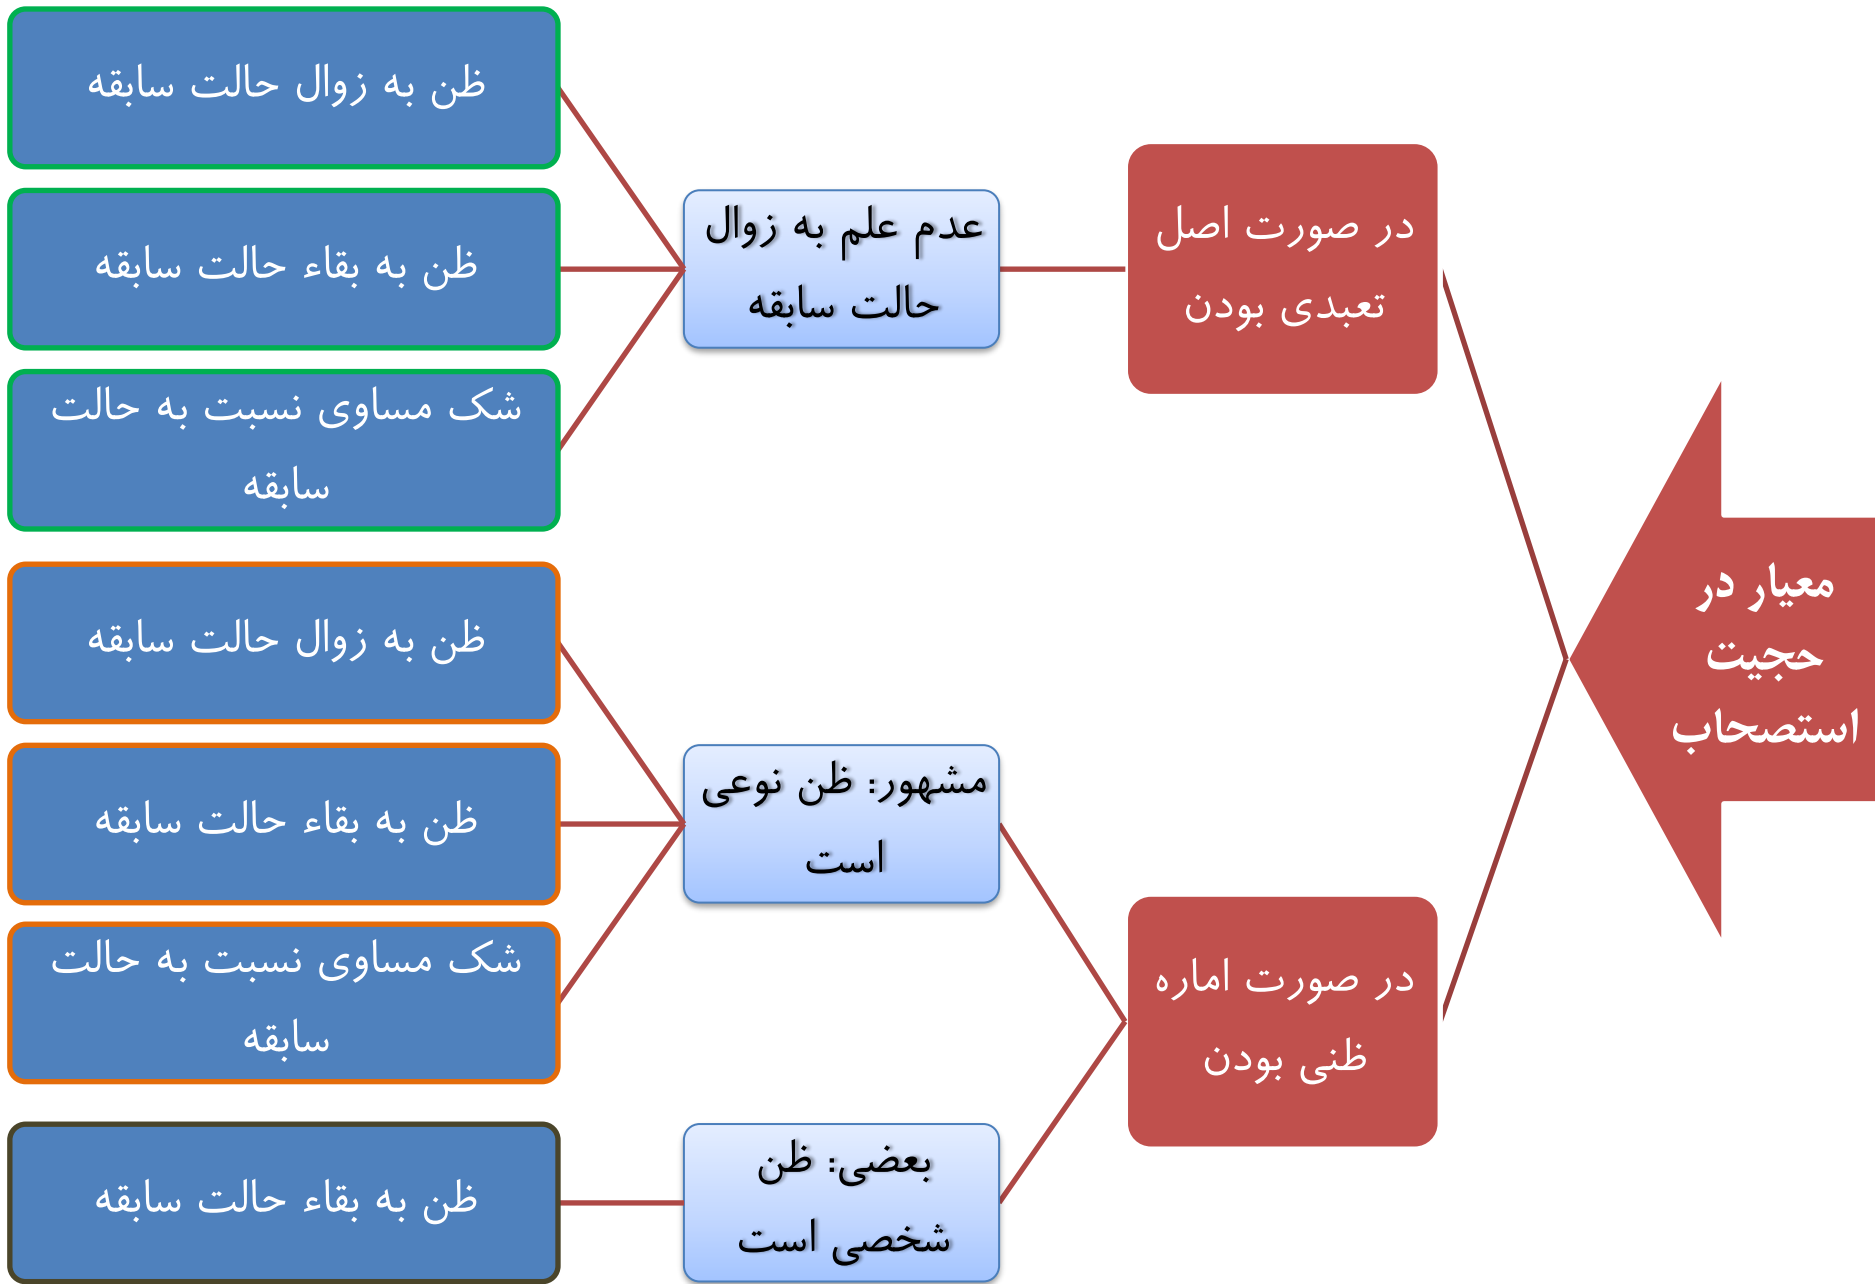 معیار در
حجیت
استصحاب
در صورت اصل
تعبدی بودن
عدم علم به زوال
حالت سابقه
ظن به زوال حالت سابقه
ظن به بقاء حالت سابقه
شک مساوی نسبت به حالت
سابقه
در صورت اماره
ظنی بودن
مشهور: ظن نوعی
است
ظن به زوال حالت سابقه
ظن به بقاء حالت سابقه
شک مساوی نسبت به حالت
سابقه
بعضی: ظن
شخصی است
ظن به بقاء حالت سابقه